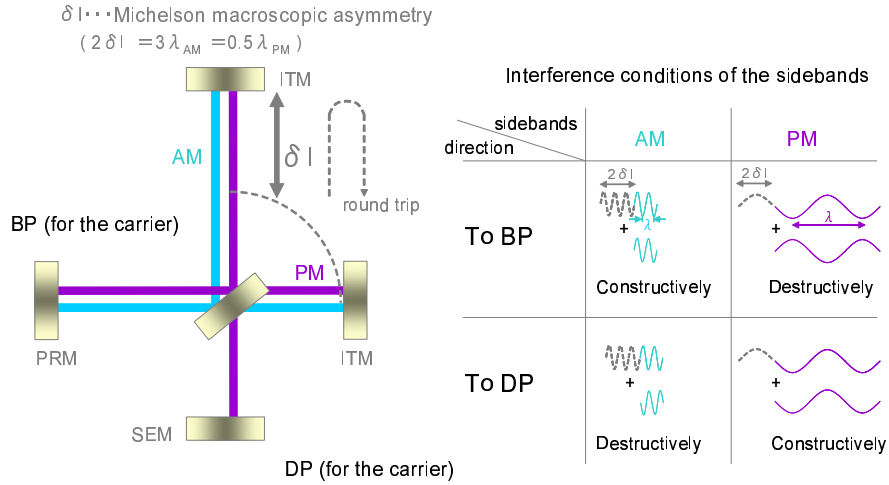 δl・・・Michelson macroscopic asymmetry
( 2δl =3λAM =0.5λPM )
ITM
AM
δl
round trip
BP (for the carrier)
PM
PRM
ITM
SEM
DP (for the carrier)
Interference conditions of the sidebands
sidebands
direction
AM
PM
2δl
2δl
To BP
λ
λ
+
+
Constructively
Destructively
To DP
+
+
Destructively
Constructively